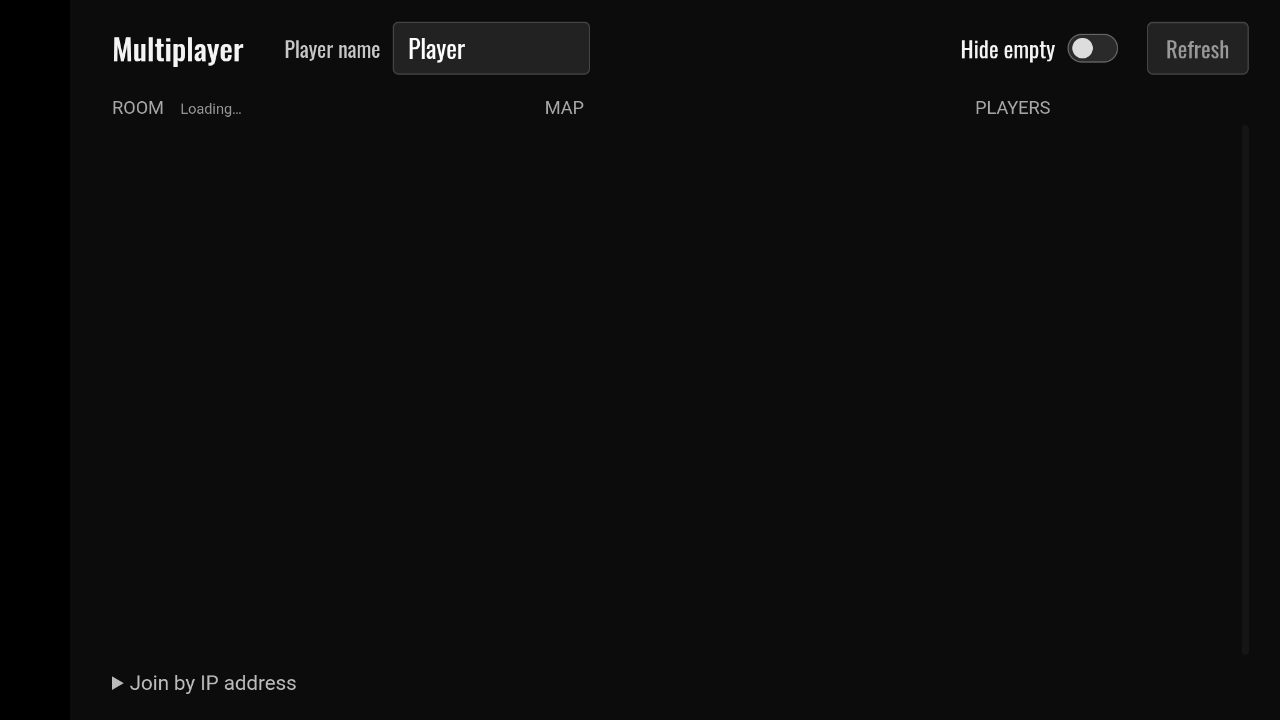 Multiplayer Player name Player Hide empty Refresh
ROOM Loading... MAP PLAYERS
▶ Join by IP address